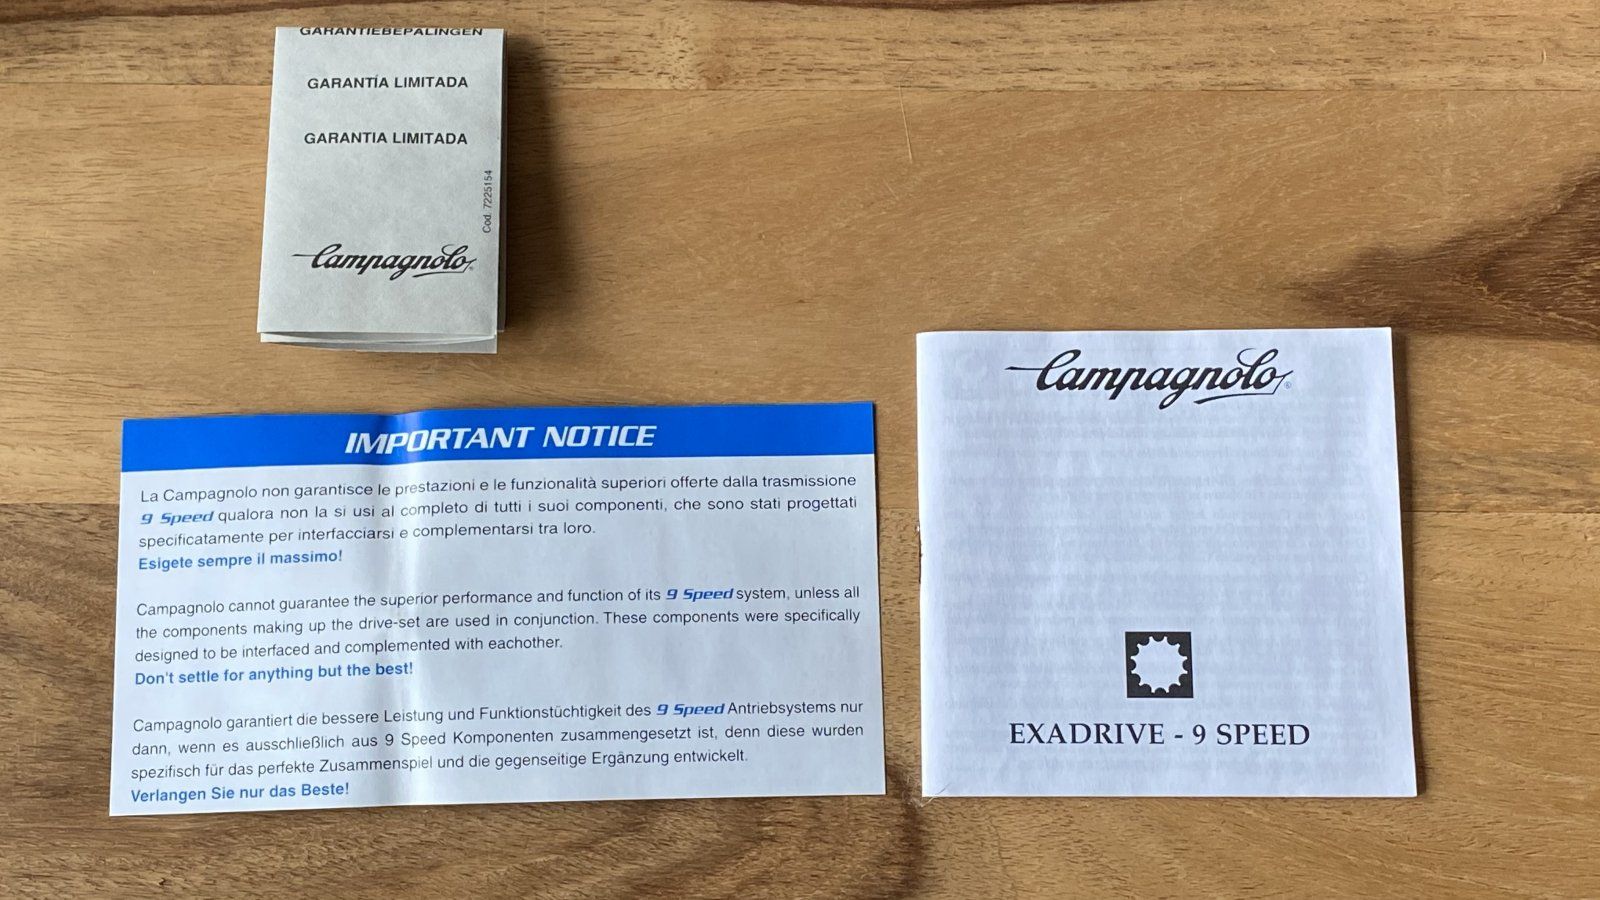 GARANTIEBEPALINGEN
GARANTÍA LIMITADA
GARANTIA LIMITADA
Cod. 7225154
Campagnolo®
IMPORTANT NOTICE
La Campagnolo non garantisce le prestazioni e le funzionalità superiori offerte dalla trasmissione
9 Speed qualora non la si usi al completo di tutti i suoi componenti, che sono stati progettati
specificatamente per interfacciarsi e complementarsi tra loro.
Esigete sempre il massimo!
Campagnolo cannot guarantee the superior performance and function of its 9 Speed system, unless all
the components making up the drive-set are used in conjunction. These components were specifically
designed to be interfaced and complemented with eachother.
Don't settle for anything but the best!
Campagnolo garantiert die bessere Leistung und Funktionstüchtigkeit des 9 Speed Antriebsystems nur
dann, wenn es ausschließlich aus 9 Speed Komponenten zusammengesetzt ist, denn diese wurden
spezifisch für das perfekte Zusammenspiel und die gegenseitige Ergänzung entwickelt.
Verlangen Sie nur das Beste!
Campagnolo®
EXADRIVE - 9 SPEED